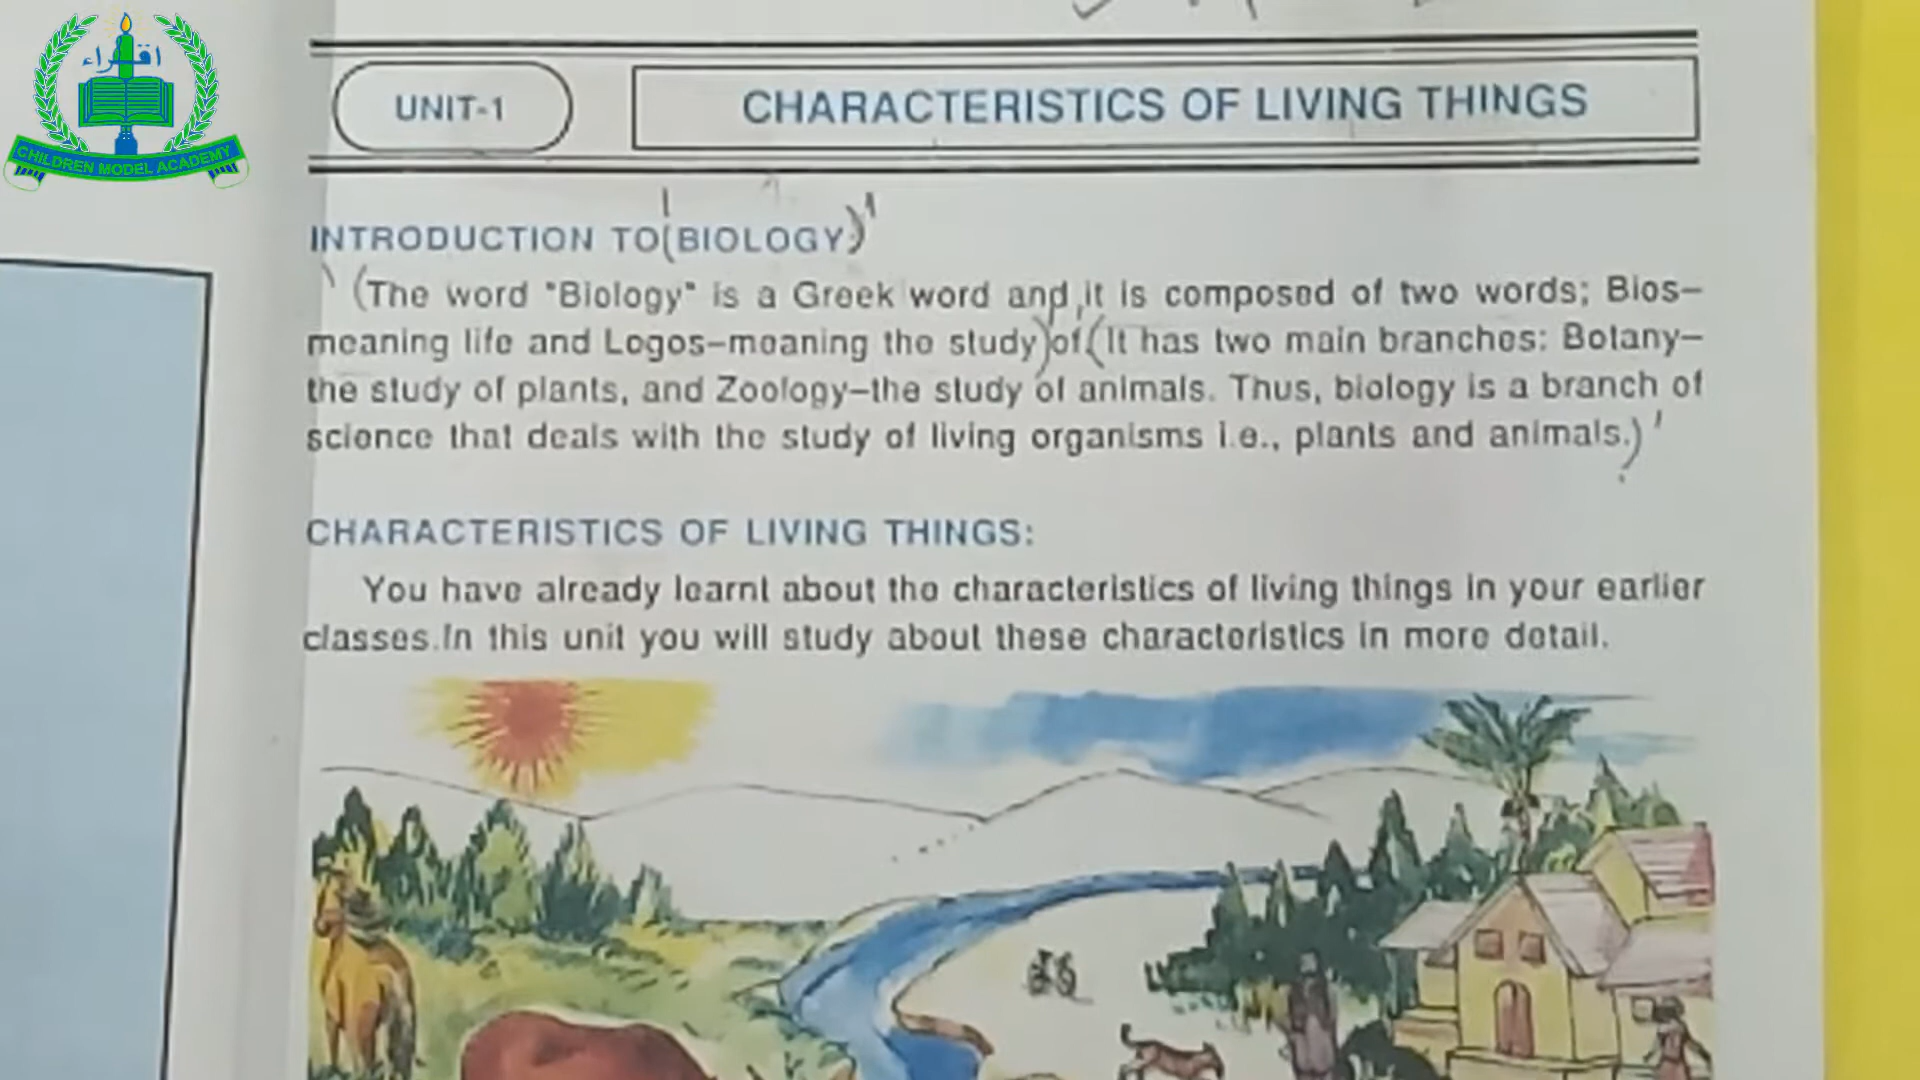 اقراء
CHILDREN MODEL ACADEMY
UNIT-1
CHARACTERISTICS OF LIVING THINGS
INTRODUCTION TO (BIOLOGY)
(The word "Biology" is a Greek word and it is composed of two words; Bios–
meaning life and Logos–meaning the study) of (It has two main branches: Botany–
the study of plants, and Zoology–the study of animals. Thus, biology is a branch of
science that deals with the study of living organisms i.e., plants and animals.)
CHARACTERISTICS OF LIVING THINGS:
You have already learnt about the characteristics of living things in your earlier
classes.In this unit you will study about these characteristics in more detail.